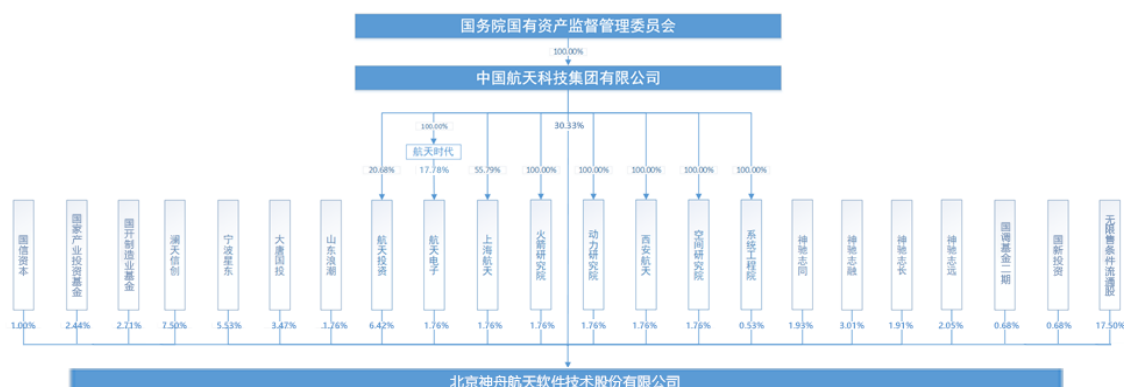 国务院国有资产监督管理委员会
100.00%
中国航天科技集团有限公司
100.00%
30.33%
航天时代
20.68%
17.78%
55.79%
100.00%
100.00%
100.00%
100.00%
100.00%
国信资本
国家产业投资基金
国开制造业基金
澜天信创
宁波星东
大唐国投
山东浪潮
航天投资
航天电子
上海航天
火箭研究院
动力研究院
西安航天
空间研究院
系统工程院
神驰志同
神驰志融
神驰志长
神驰志远
国调基金二期
国新投资
无限售条件流通股
1.00%
2.44%
2.71%
7.50%
5.53%
3.47%
1.76%
6.42%
1.76%
1.76%
1.76%
1.76%
1.76%
1.76%
0.53%
1.93%
3.01%
1.91%
2.05%
0.68%
0.68%
17.50%
北京神舟航天软件技术股份有限公司